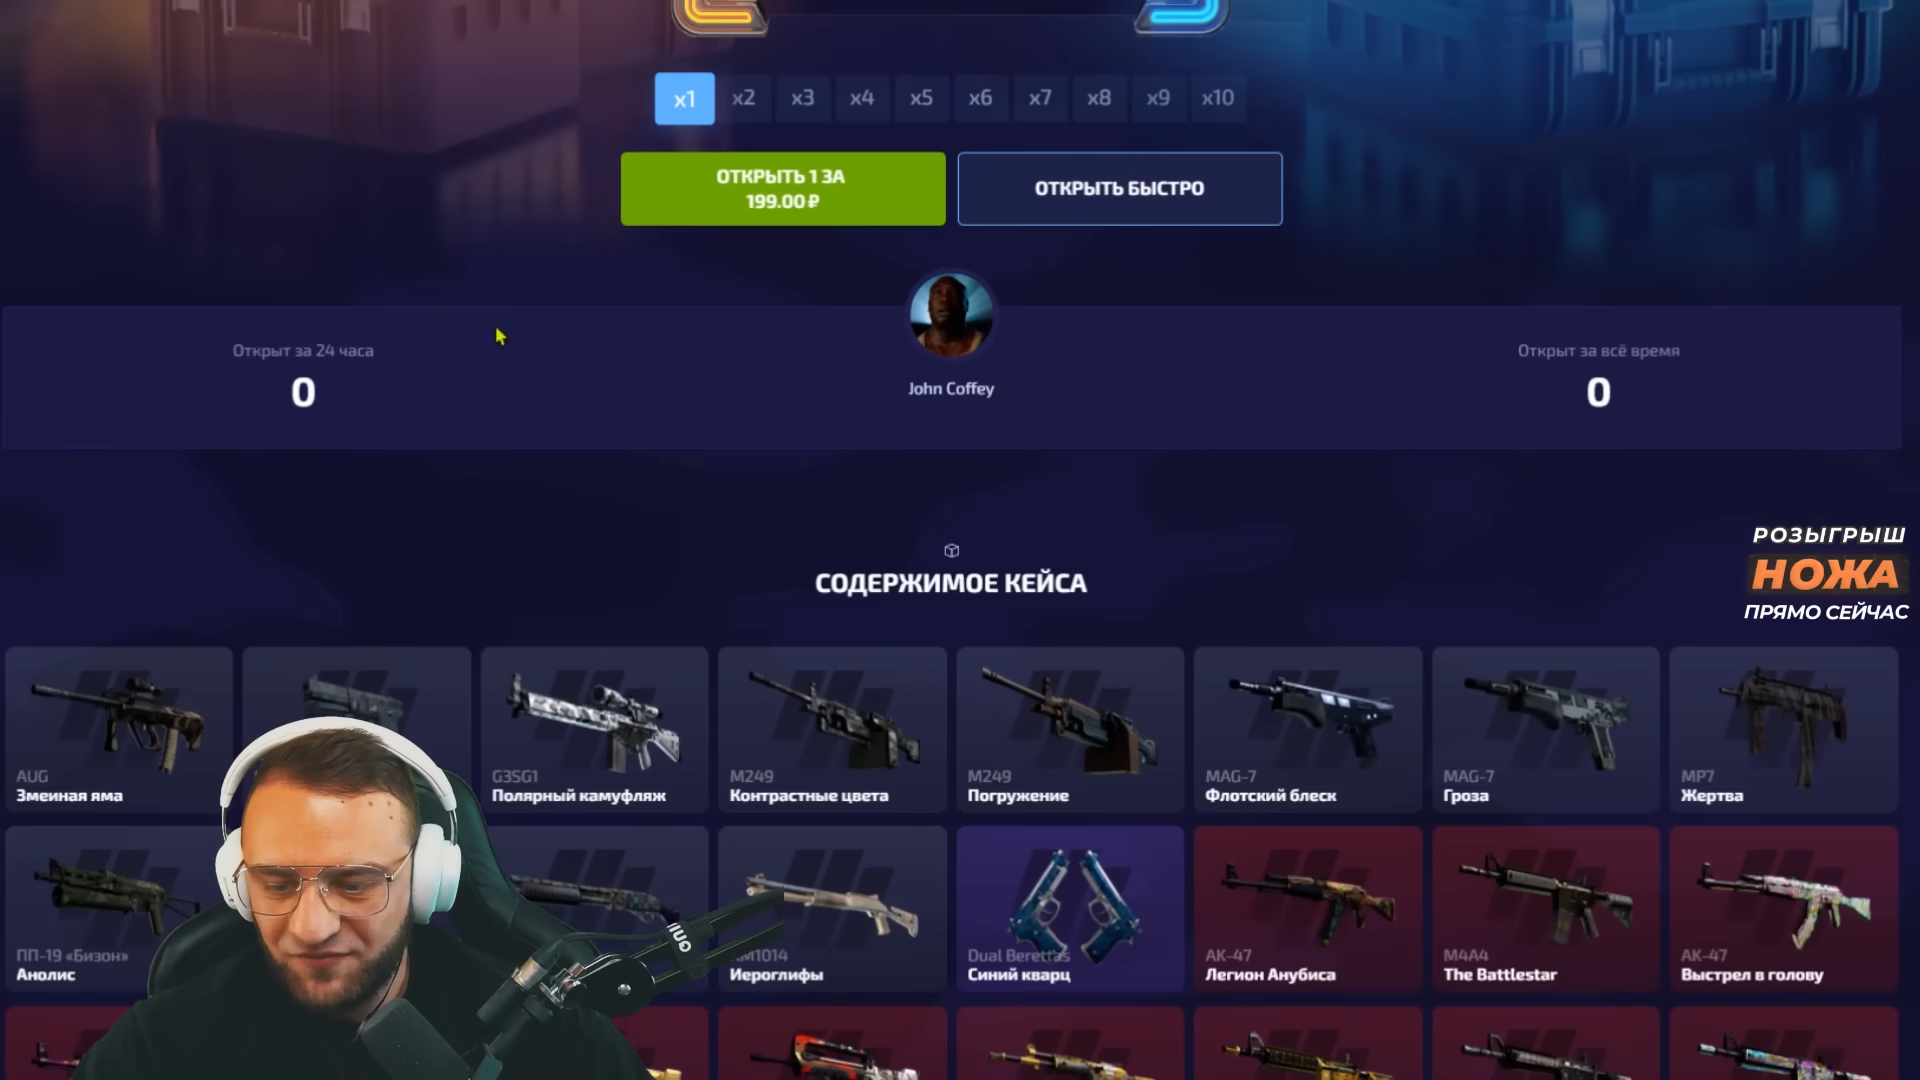 x1 x2 x3 x4 x5 x6 x7 x8 x9 x10
ОТКРЫТЬ 1 ЗА
199.00 ₽
ОТКРЫТЬ БЫСТРО
Открыт за 24 часа
0
John Coffey
Открыт за всё время
0
СОДЕРЖИМОЕ КЕЙСА
РОЗЫГРЫШ
НОЖА
ПРЯМО СЕЙЧАС
AUG
Змеиная яма
G3SG1
Полярный камуфляж
M249
Контрастные цвета
M249
Погружение
MAG-7
Флотский блеск
MAG-7
Гроза
MP7
Жертва
ПП-19 «Бизон»
Анолис
Иероглифы
Dual Berettas
Синий кварц
AK-47
Легион Анубиса
M4A4
The Battlestar
AK-47
Выстрел в голову